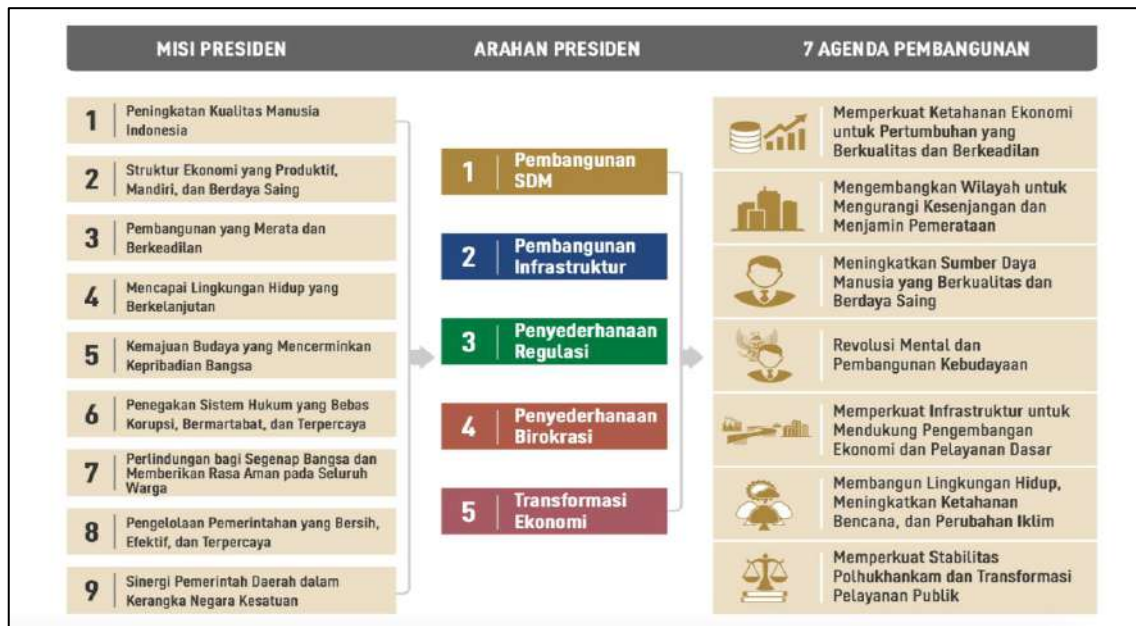 MISI PRESIDEN
ARAHAN PRESIDEN
7 AGENDA PEMBANGUNAN
1
Peningkatan Kualitas Manusia
Indonesia
2
Struktur Ekonomi yang Produktif,
Mandiri, dan Berdaya Saing
3
Pembangunan yang Merata dan
Berkeadilan
4
Mencapai Lingkungan Hidup yang
Berkelanjutan
5
Kemajuan Budaya yang Mencerminkan
Kepribadian Bangsa
6
Penegakan Sistem Hukum yang Bebas
Korupsi, Bermartabat, dan Terpercaya
7
Perlindungan bagi Segenap Bangsa dan
Memberikan Rasa Aman pada Seluruh
Warga
8
Pengelolaan Pemerintahan yang Bersih,
Efektif, dan Terpercaya
9
Sinergi Pemerintah Daerah dalam
Kerangka Negara Kesatuan
1
Pembangunan
SDM
2
Pembangunan
Infrastruktur
3
Penyederhanaan
Regulasi
4
Penyederhanaan
Birokrasi
5
Transformasi
Ekonomi
Memperkuat Ketahanan Ekonomi
untuk Pertumbuhan yang
Berkualitas dan Berkeadilan
Mengembangkan Wilayah untuk
Mengurangi Kesenjangan dan
Menjamin Pemerataan
Meningkatkan Sumber Daya
Manusia yang Berkualitas dan
Berdaya Saing
Revolusi Mental dan
Pembangunan Kebudayaan
Memperkuat Infrastruktur untuk
Mendukung Pengembangan
Ekonomi dan Pelayanan Dasar
Membangun Lingkungan Hidup,
Meningkatkan Ketahanan
Bencana, dan Perubahan Iklim
Memperkuat Stabilitas
Polhukhankam dan Transformasi
Pelayanan Publik